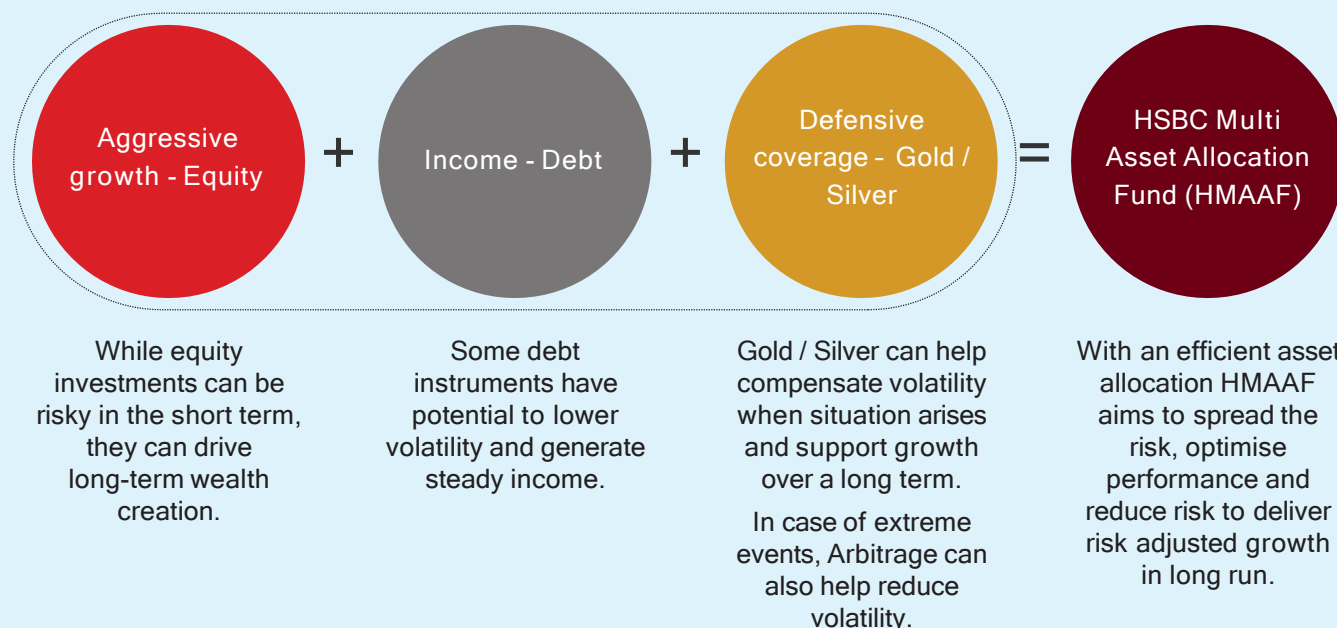 Aggressive
growth - Equity
+
Income - Debt
+
Defensive
coverage - Gold /
Silver
=
HSBC Multi
Asset Allocation
Fund (HMAAF)
While equity
investments can be
risky in the short term,
they can drive
long-term wealth
creation.
Some debt
instruments have
potential to lower
volatility and generate
steady income.
Gold / Silver can help
compensate volatility
when situation arises
and support growth
over a long term.
In case of extreme
events, Arbitrage can
also help reduce
volatility.
With an efficient asset
allocation HMAAF
aims to spread the
risk, optimise
performance and
reduce risk to deliver
risk adjusted growth
in long run.